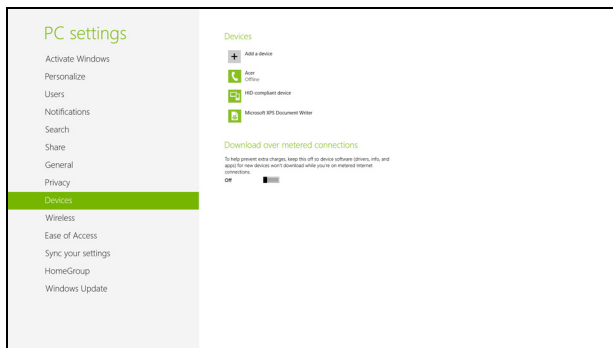 PC settings
Activate Windows
Personalize
Users
Notifications
Search
Share
General
Privacy
Devices
Wireless
Ease of Access
Sync your settings
HomeGroup
Windows Update
Devices
Add a device
Acer
Offline
HID-compliant device
Microsoft XPS Document Writer
Download over metered connections
To help prevent extra charges, keep this off so device software (drivers, info, and
apps) for new devices won't download while you're on metered Internet
connections.
Off